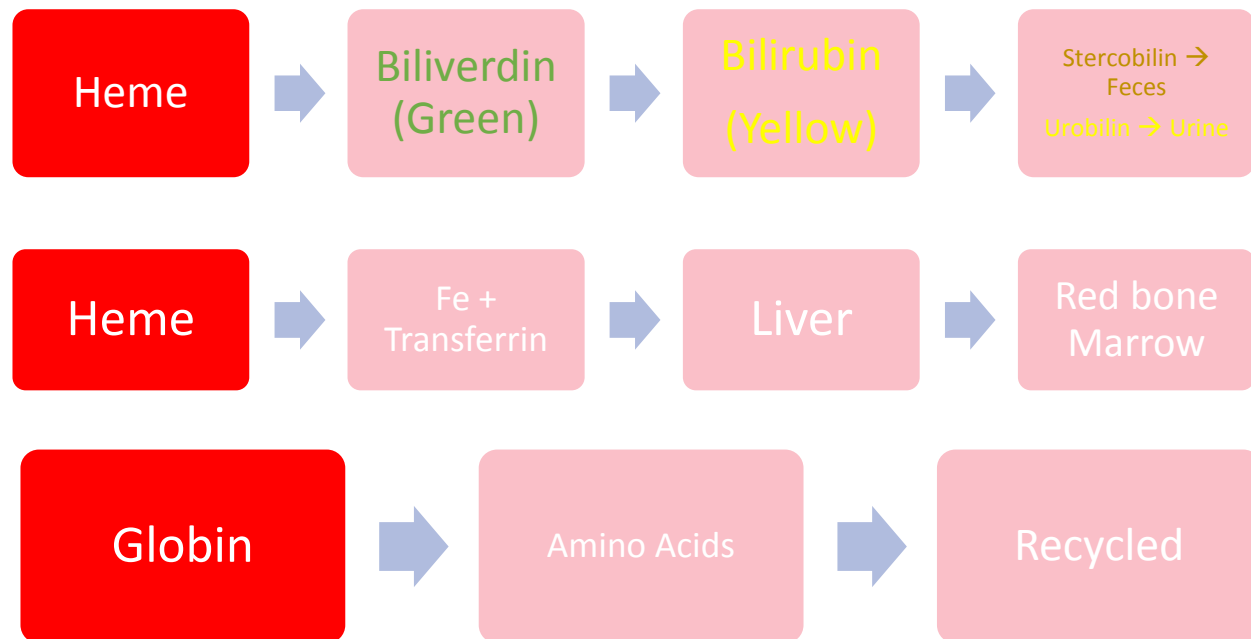 Heme
Biliverdin
(Green)
Bilirubin
(Yellow)
Stercobilin →
Feces
Urobilin → Urine
Heme
Fe +
Transferrin
Liver
Red bone
Marrow
Globin
Amino Acids
Recycled